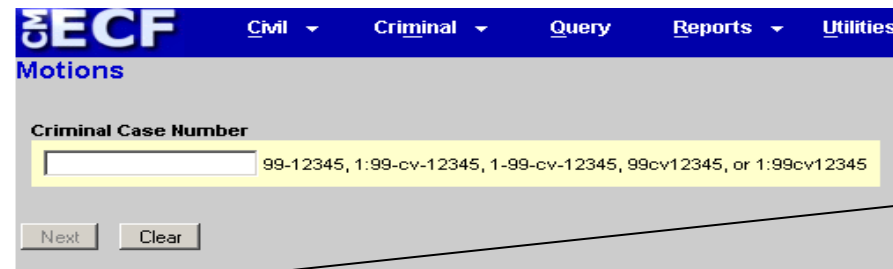 CM ECF Civil Criminal Query Reports Utilities
Motions
Criminal Case Number
99-12345, 1:99-cv-12345, 1-99-cv-12345, 99cv12345, or 1:99cv12345
Next Clear